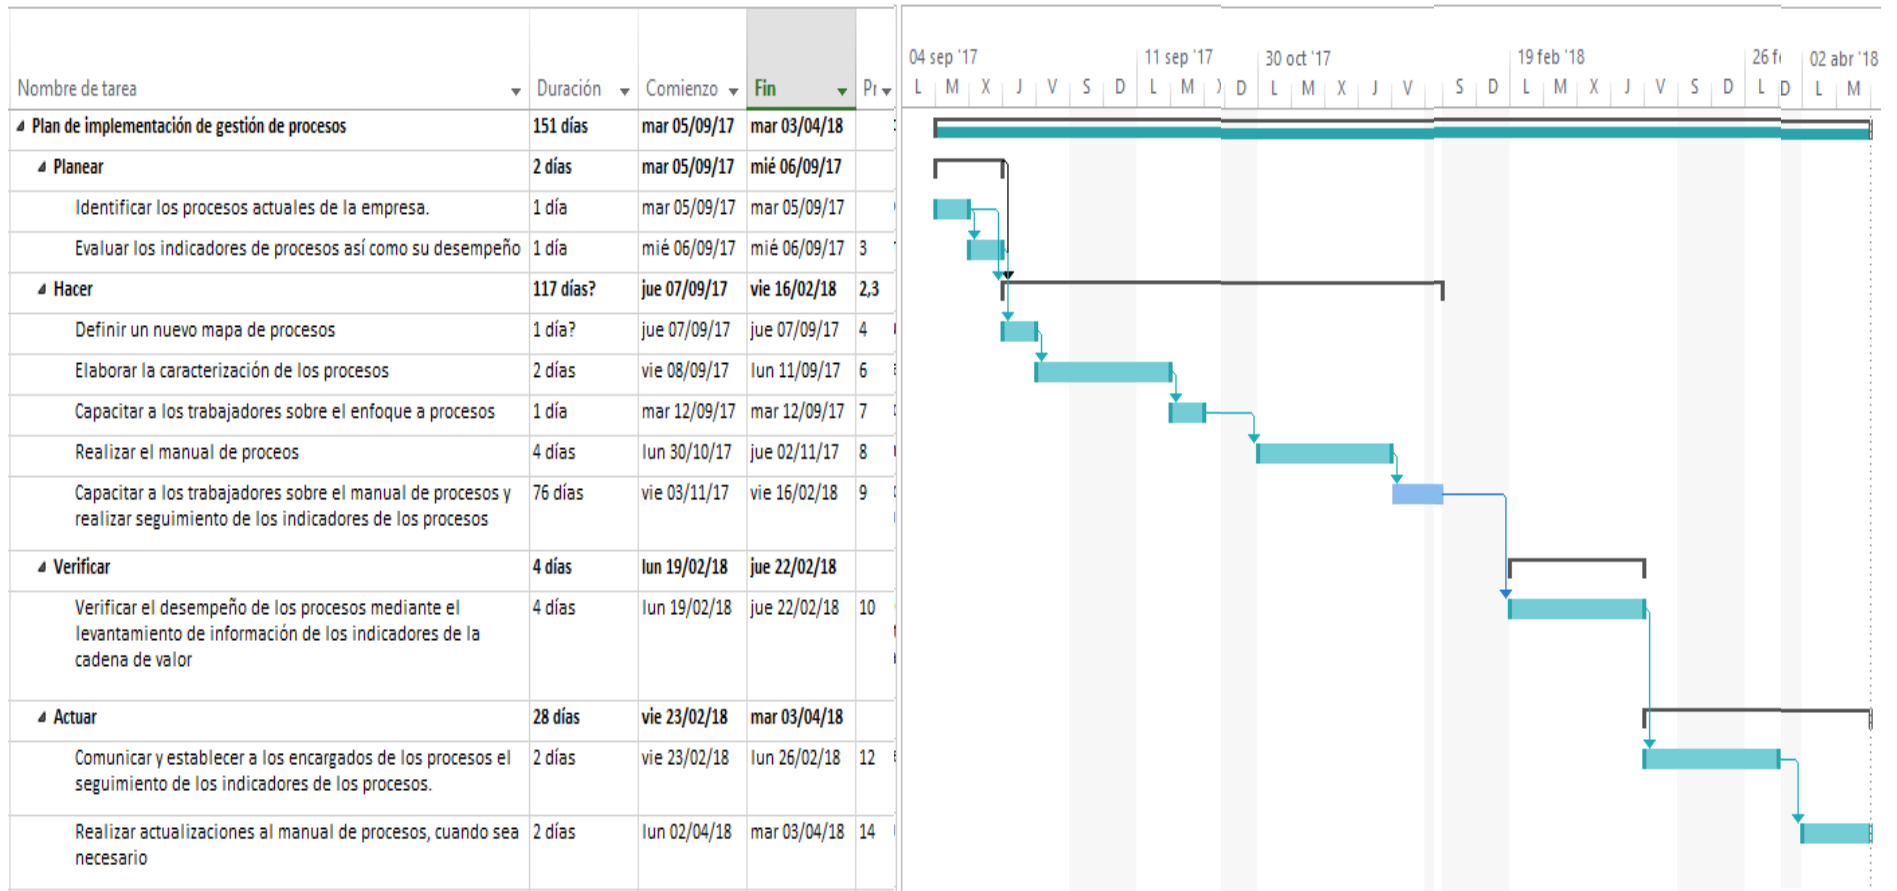 04 sep '17 11 sep '17 30 oct '17 19 feb '18 02 abr '18
Nombre de tarea Duración Comienzo Fin L M X J V S D L M D L M X J V S D L M X J V S D L D L M
Plan de implementación de gestión de procesos 151 días mar 05/09/17 mar 03/04/18
Planear 2 días mar 05/09/17 mié 06/09/17
Identificar los procesos actuales de la empresa. 1 día mar 05/09/17 mar 05/09/17
Evaluar los indicadores de procesos así como su desempeño 1 día mié 06/09/17 mié 06/09/17 3
Hacer 117 días? jue 07/09/17 vie 16/02/18 2,3
Definir un nuevo mapa de procesos 1 día? jue 07/09/17 jue 07/09/17 4
Elaborar la caracterización de los procesos 2 días vie 08/09/17 lun 11/09/17 6
Capacitar a los trabajadores sobre el enfoque a procesos 1 día mar 12/09/17 mar 12/09/17 7
Realizar el manual de proceos 4 días lun 30/10/17 jue 02/11/17 8
Capacitar a los trabajadores sobre el manual de procesos y 76 días vie 03/11/17 vie 16/02/18 9
realizar seguimiento de los indicadores de los procesos
Verificar 4 días lun 19/02/18 jue 22/02/18
Verificar el desempeño de los procesos mediante el 4 días lun 19/02/18 jue 22/02/18 10
levantamiento de información de los indicadores de la
cadena de valor
Actuar 28 días vie 23/02/18 mar 03/04/18
Comunicar y establecer a los encargados de los procesos el 2 días vie 23/02/18 lun 26/02/18 12
seguimiento de los indicadores de los procesos.
Realizar actualizaciones al manual de procesos, cuando sea 2 días lun 02/04/18 mar 03/04/18 14
necesario